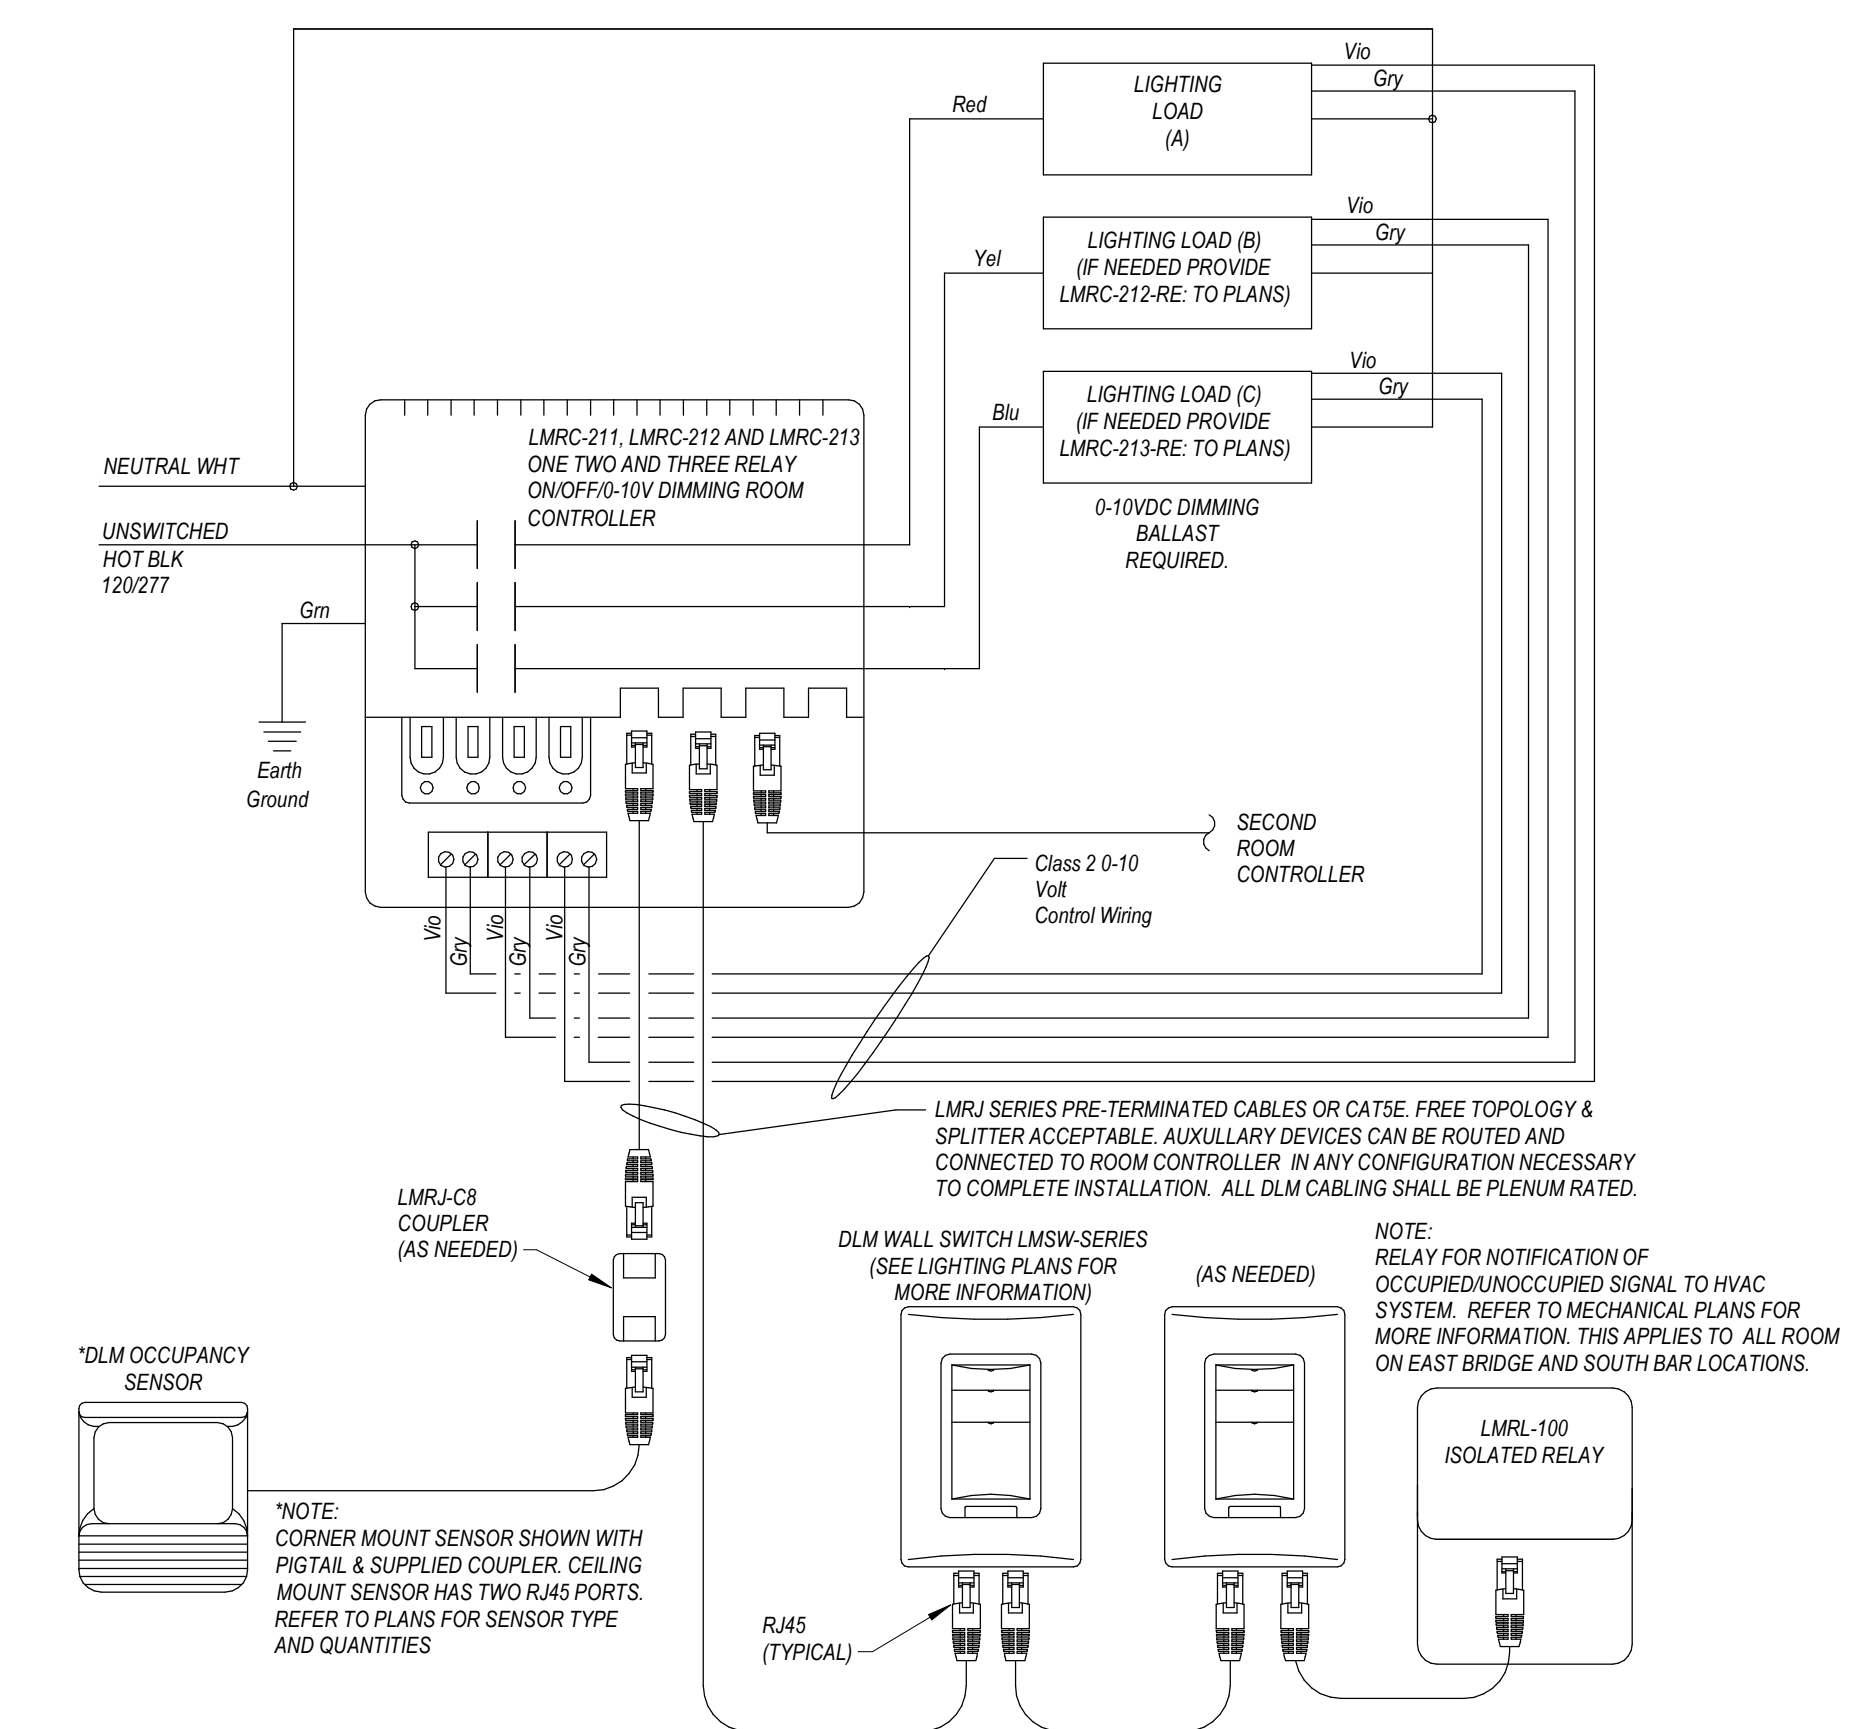 Vio
Gry
LIGHTING
LOAD
(A)
Red
Vio
Gry
LIGHTING LOAD (B)
(IF NEEDED PROVIDE
LMRC-212-RE: TO PLANS)
Yel
Vio
Gry
LIGHTING LOAD (C)
(IF NEEDED PROVIDE
LMRC-213-RE: TO PLANS)
Blu
0-10VDC DIMMING
BALLAST
REQUIRED.
LMRC-211, LMRC-212 AND LMRC-213
ONE TWO AND THREE RELAY
ON/OFF/0-10V DIMMING ROOM
CONTROLLER
NEUTRAL WHT
UNSWITCHED
HOT BLK
120/277
Grn
Earth
Ground
SECOND
ROOM
CONTROLLER
Class 2 0-10
Volt
Control Wiring
Vio
Gry
Vio
Gry
Vio
Gry
LMRJ SERIES PRE-TERMINATED CABLES OR CAT5E. FREE TOPOLOGY &
SPLITTER ACCEPTABLE. AUXULLARY DEVICES CAN BE ROUTED AND
CONNECTED TO ROOM CONTROLLER IN ANY CONFIGURATION NECESSARY
TO COMPLETE INSTALLATION. ALL DLM CABLING SHALL BE PLENUM RATED.
LMRJ-C8
COUPLER
(AS NEEDED)
DLM WALL SWITCH LMSW-SERIES
(SEE LIGHTING PLANS FOR
MORE INFORMATION)
(AS NEEDED)
NOTE:
RELAY FOR NOTIFICATION OF
OCCUPIED/UNOCCUPIED SIGNAL TO HVAC
SYSTEM. REFER TO MECHANICAL PLANS FOR
MORE INFORMATION. THIS APPLIES TO ALL ROOM
ON EAST BRIDGE AND SOUTH BAR LOCATIONS.
*DLM OCCUPANCY
SENSOR
LMRL-100
ISOLATED RELAY
*NOTE:
CORNER MOUNT SENSOR SHOWN WITH
PIGTAIL & SUPPLIED COUPLER. CEILING
MOUNT SENSOR HAS TWO RJ45 PORTS.
REFER TO PLANS FOR SENSOR TYPE
AND QUANTITIES
RJ45
(TYPICAL)